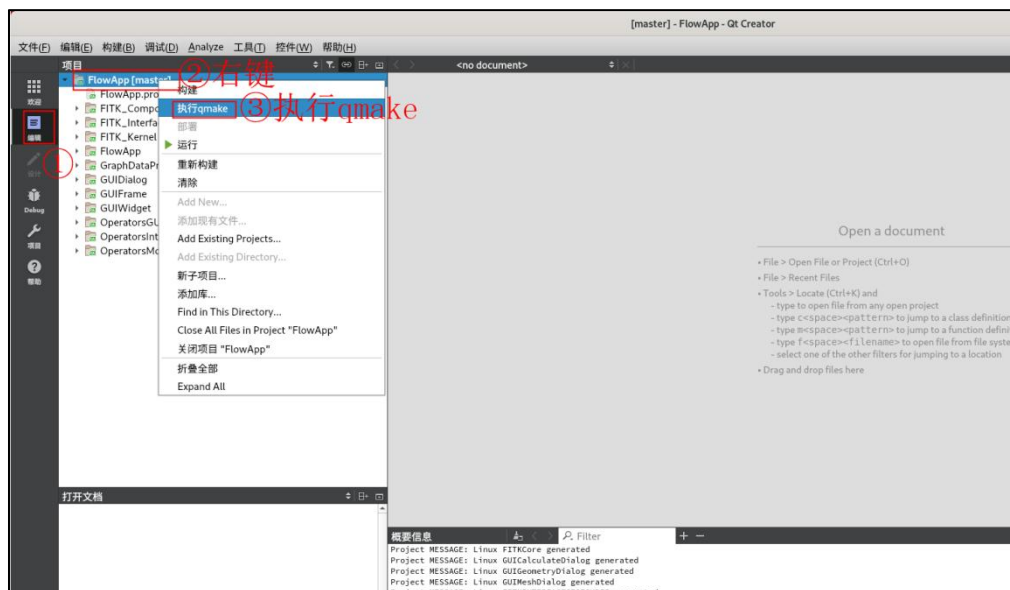 [master] - FlowApp - Qt Creator
文件(F) 编辑(E) 构建(B) 调试(D) Analyze 工具(T) 控件(W) 帮助(H)
项目
<no document>
欢迎
编辑
设计
Debug
项目
帮助
①
FlowApp [master]
②右键
FlowApp.pro
FITK_Compo
FITK_Interfa
FITK_Kernel
FlowApp
GraphDataPr
GUIDialog
GUIFrame
GUIWidget
OperatorsGU
OperatorsInt
OperatorsMo
构建
执行qmake
③执行qmake
部署
运行
重新构建
清除
Add New...
添加现有文件...
Add Existing Projects...
Add Existing Directory...
新子项目...
添加库...
Find in This Directory...
Close All Files in Project "FlowApp"
关闭项目 "FlowApp"
折叠全部
Expand All
Open a document
• File > Open File or Project (Ctrl+O)
• File > Recent Files
• Tools > Locate (Ctrl+K) and
- type to open file from any open project
- type c<space><pattern> to jump to a class definition
- type m<space><pattern> to jump to a function defini
- type f<space><filename> to open file from file syste
- select one of the other filters for jumping to a location
• Drag and drop files here
打开文档
概要信息
Filter
Project MESSAGE: Linux FITKCore generated
Project MESSAGE: Linux GUICalculateDialog generated
Project MESSAGE: Linux GUIGeometryDialog generated
Project MESSAGE: Linux GUIMeshDialog generated